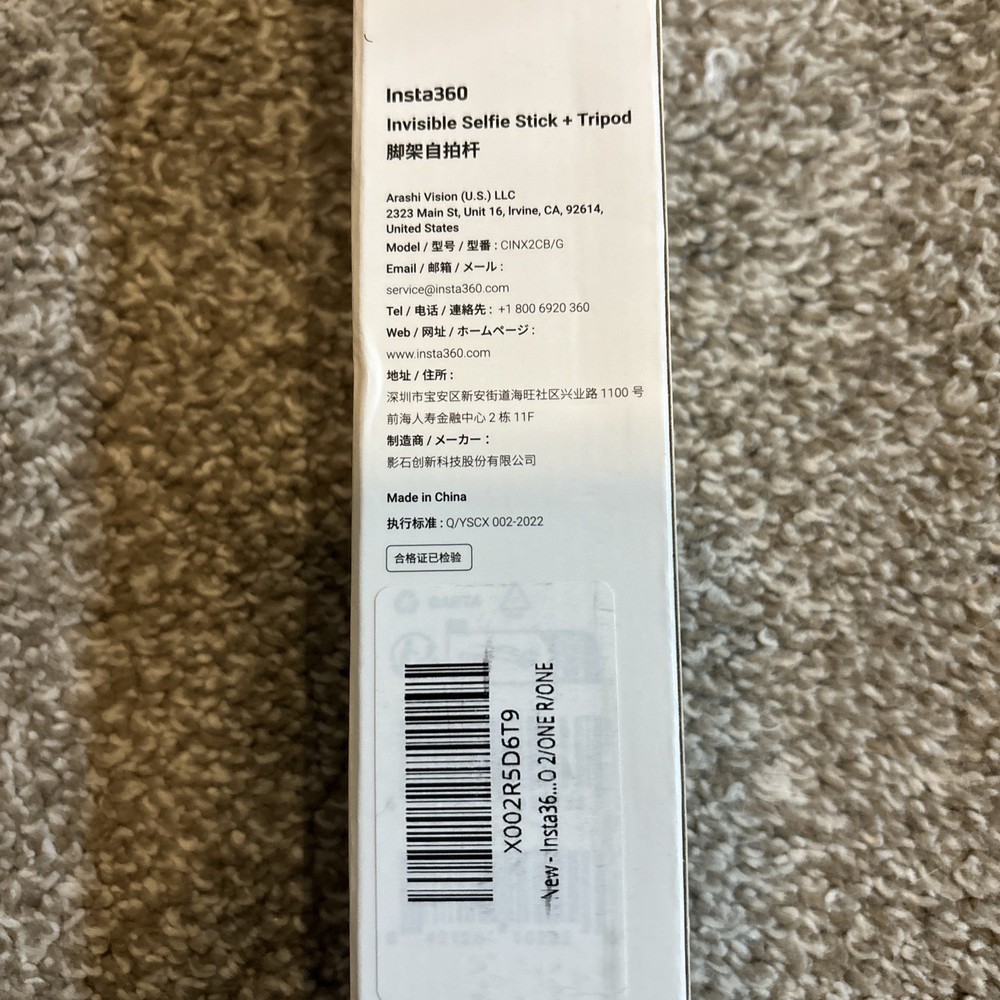 Insta360
Invisible Selfie Stick + Tripod
脚架自拍杆
Arashi Vision (U.S.) LLC
2323 Main St, Unit 16, Irvine, CA, 92614,
United States
Model / 型号 / 型番 : CINX2CB/G
Email / 邮箱 / メール :
service@insta360.com
Tel / 电话 / 連絡先 : +1 800 6920 360
Web / 网址 / ホームページ :
www.insta360.com
地址 / 住所 :
深圳市宝安区新安街道海旺社区兴业路 1100 号
前海人寿金融中心 2 栋 11F
制造商 / メーカー :
影石创新科技股份有限公司
Made in China
执行标准 : Q/YSCX 002-2022
合格证已检验
X002R5D6T9
New - Insta36...O 2/ONE R/ONE